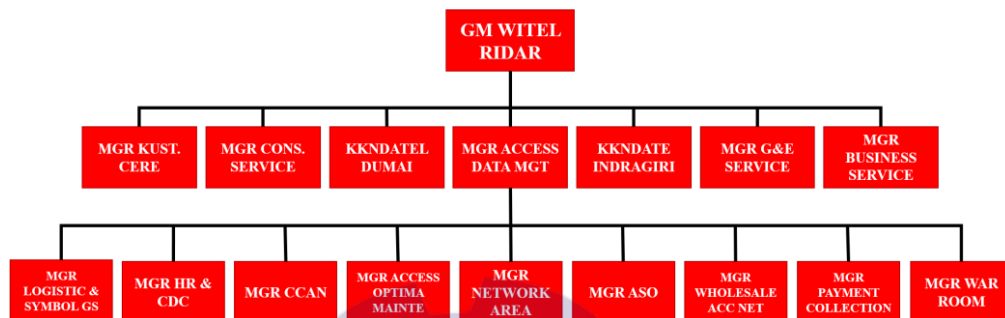 GM WITEL
RIDAR
MGR KUST.
CERE
MGR CONS.
SERVICE
KKNDATEL
DUMAI
MGR ACCESS
DATA MGT
KKNDATE
INDRAGIRI
MGR G&E
SERVICE
MGR
BUSINESS
SERVICE
MGR
LOGISTIC &
SYMBOL GS
MGR HR &
CDC
MGR CCAN
MGR ACCESS
OPTIMA
MAINTE
MGR
NETWORK
AREA
MGR ASO
MGR
WHOLESALE
ACC NET
MGR
PAYMENT
COLLECTION
MGR WAR
ROOM